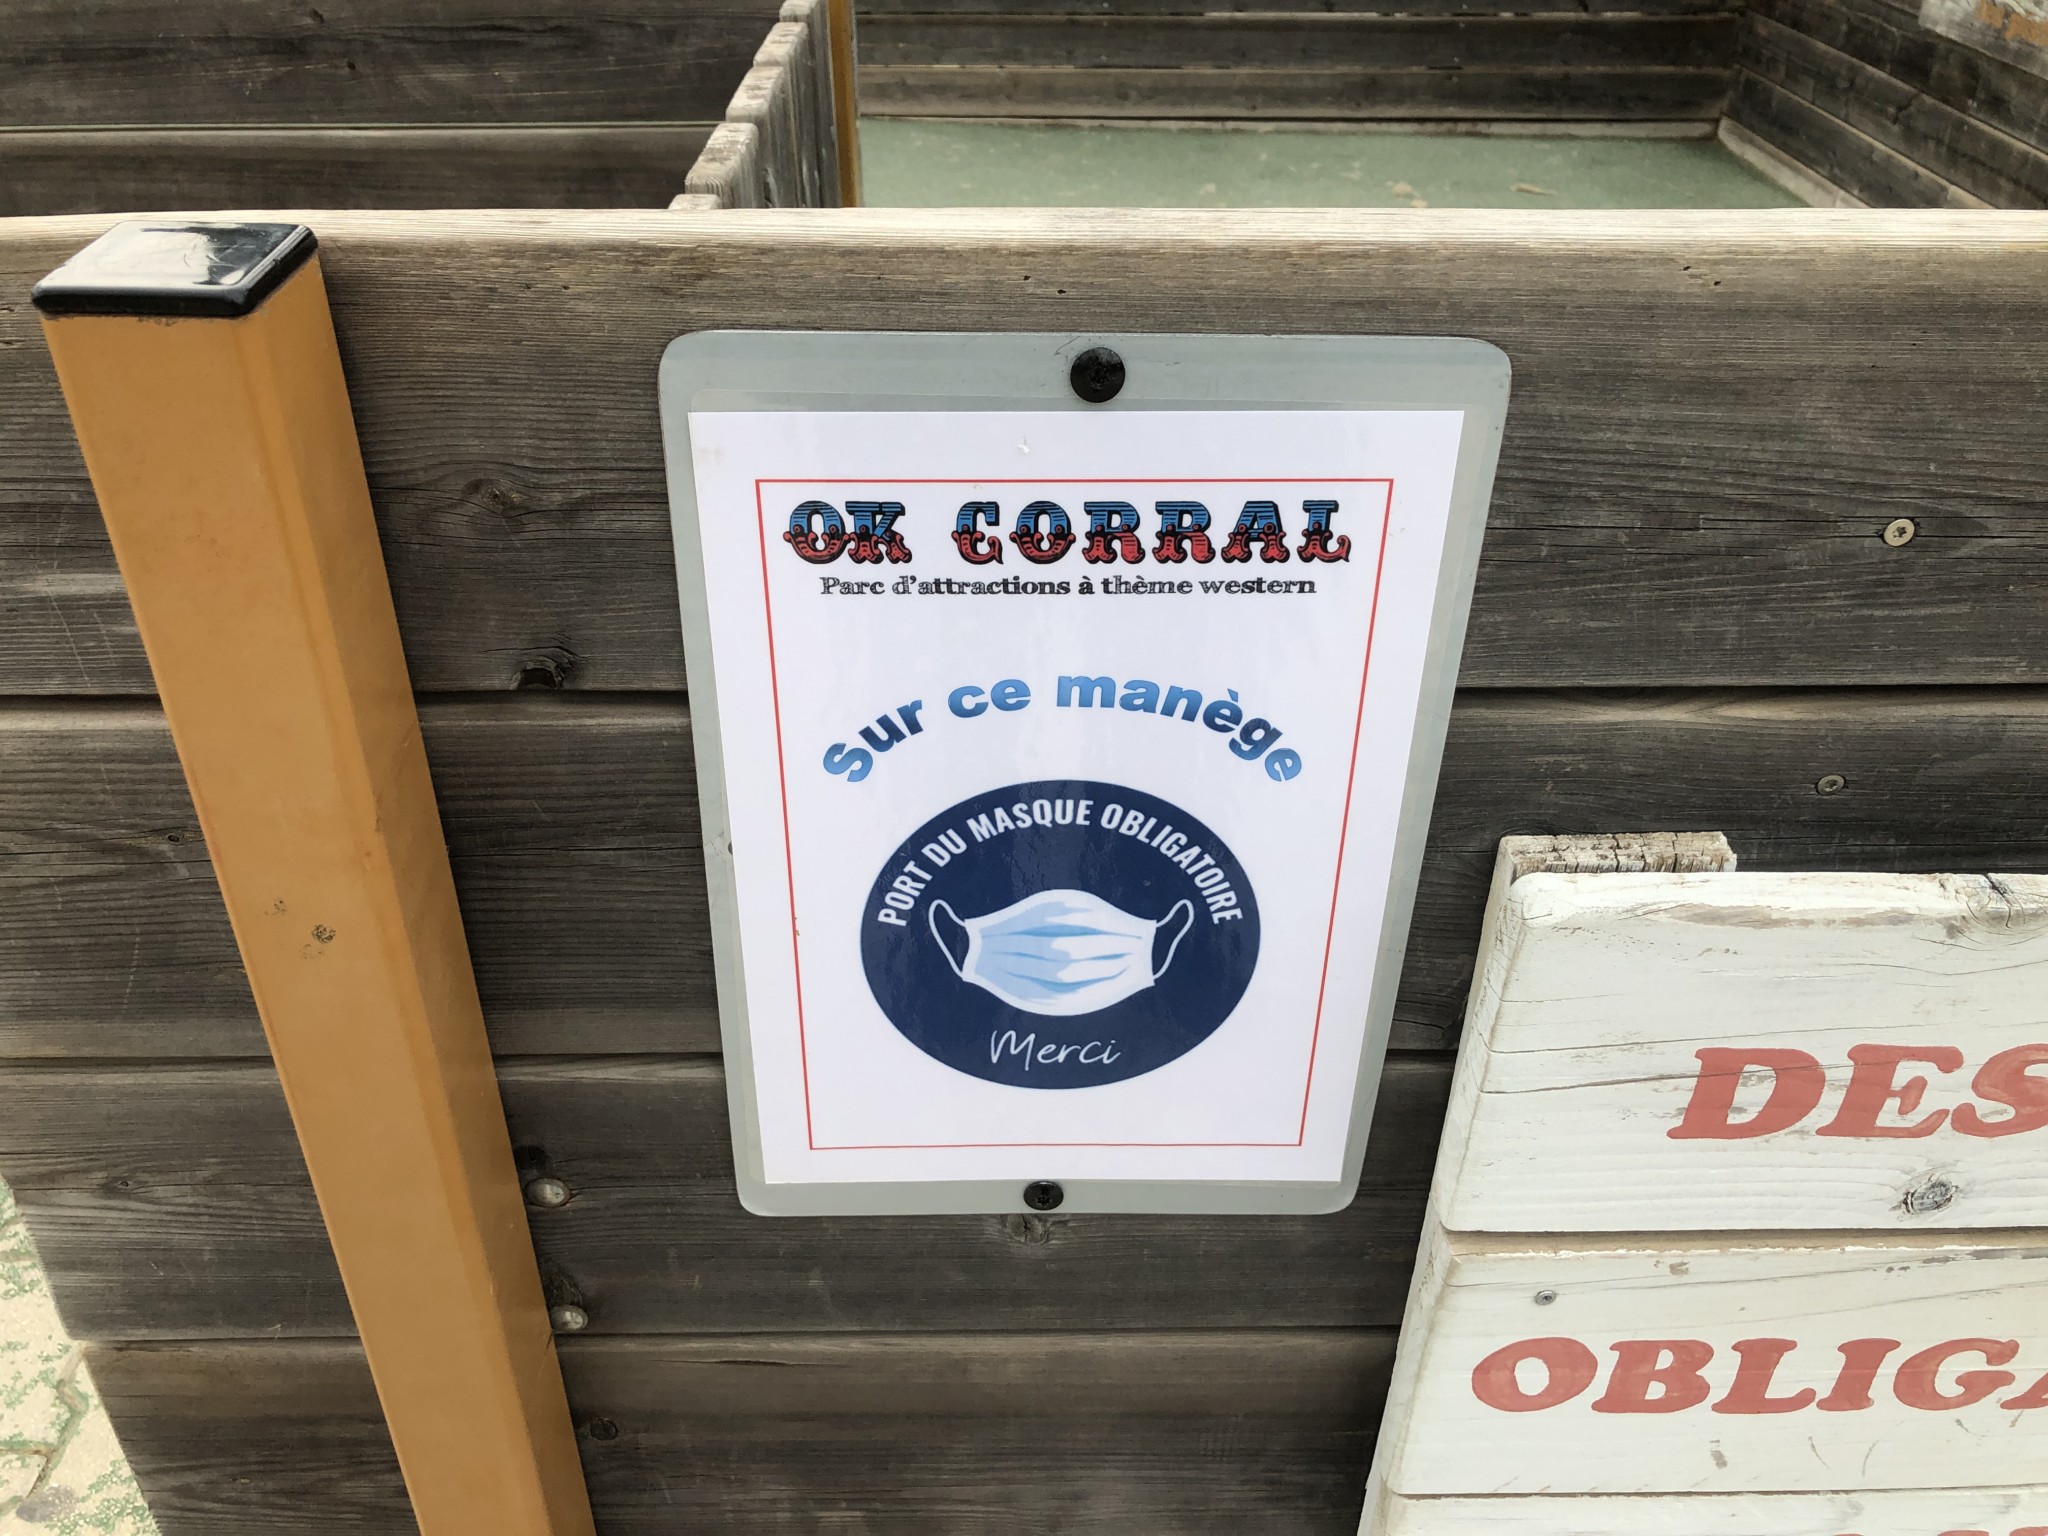 OK CORRAL
Parc d'attractions à thème western
Sur ce manège
PORT DU MASQUE OBLIGATOIRE
Merci
DES
OBLIGA